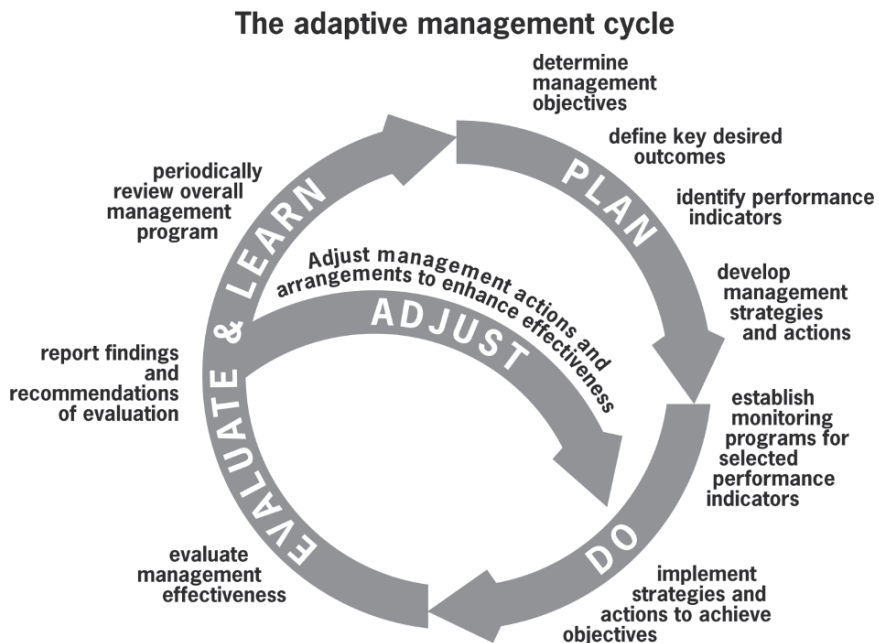 The adaptive management cycle
determine
management
objectives
define key desired
outcomes
PLAN
identify performance
indicators
develop
management
strategies
and actions
establish
monitoring
programs for
selected
performance
indicators
DO
implement
strategies and
actions to achieve
objectives
evaluate
management
effectiveness
EVALUATE & LEARN
report findings
and
recommendations
of evaluation
periodically
review overall
management
program
Adjust management actions and
arrangements to enhance effectiveness
ADJUST